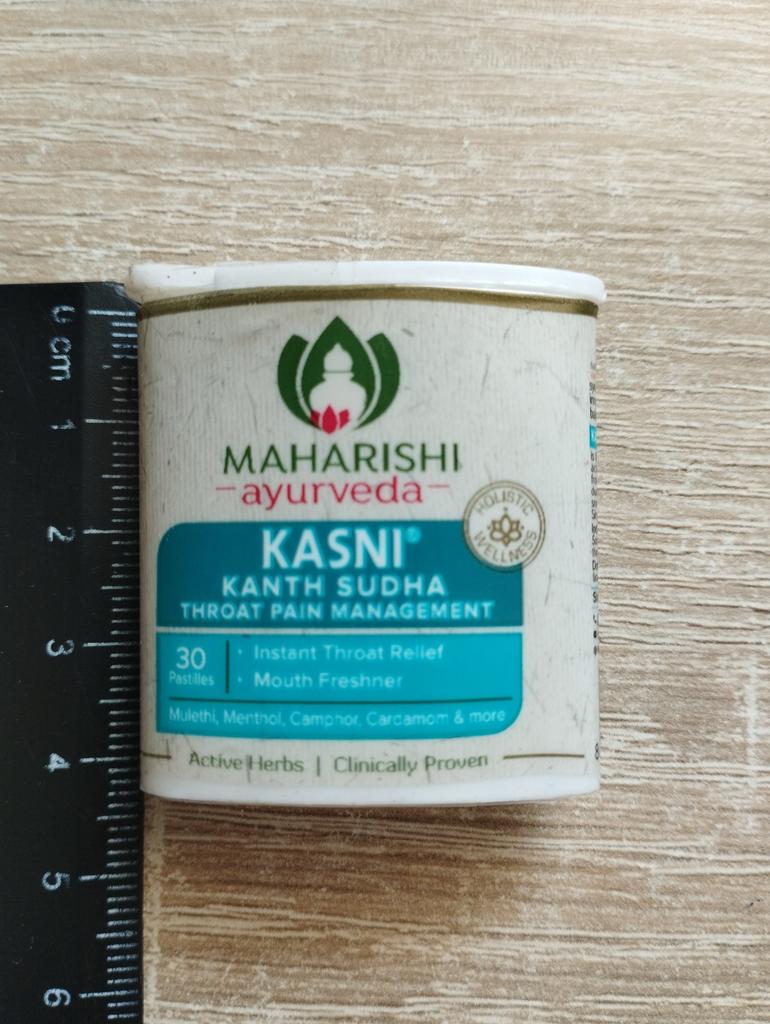 MAHARISHI
ayurveda
HOLISTIC
WELLNESS
KASNI®
KANTH SUDHA
THROAT PAIN MANAGEMENT
30
Pastilles
• Instant Throat Relief
• Mouth Freshner
Mulethi, Menthol, Camphor, Cardamom & more
Active Herbs | Clinically Proven
0 cm
1
2
3
4
5
6